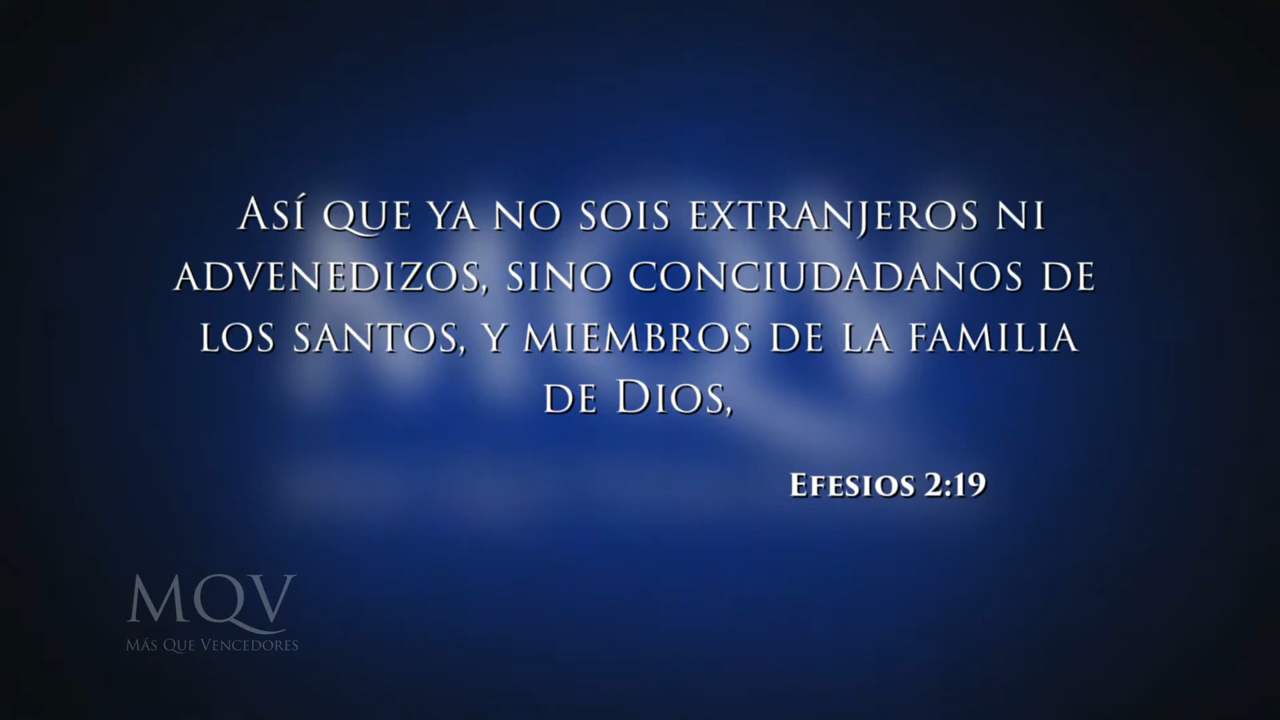 Así que ya no sois extranjeros ni
advenedizos, sino conciudadanos de
los santos, y miembros de la familia
de Dios,
Efesios 2:19
MQV
Más Que Vencedores